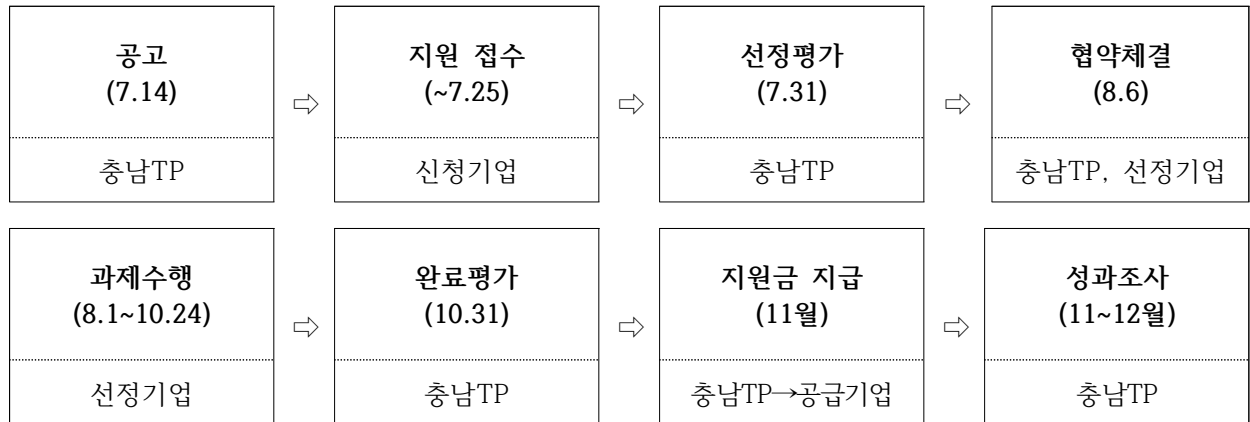 공고
(7.14)
충남TP
⇨
지원 접수
(~7.25)
신청기업
⇨
선정평가
(7.31)
충남TP
⇨
협약체결
(8.6)
충남TP, 선정기업
과제수행
(8.1~10.24)
선정기업
⇨
완료평가
(10.31)
충남TP
⇨
지원금 지급
(11월)
충남TP→공급기업
⇨
성과조사
(11~12월)
충남TP